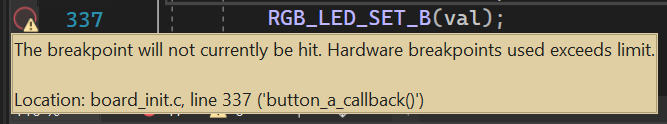 337 RGB_LED_SET_B(val);
The breakpoint will not currently be hit. Hardware breakpoints used exceeds limit.
Location: board_init.c, line 337 ('button_a_callback()')